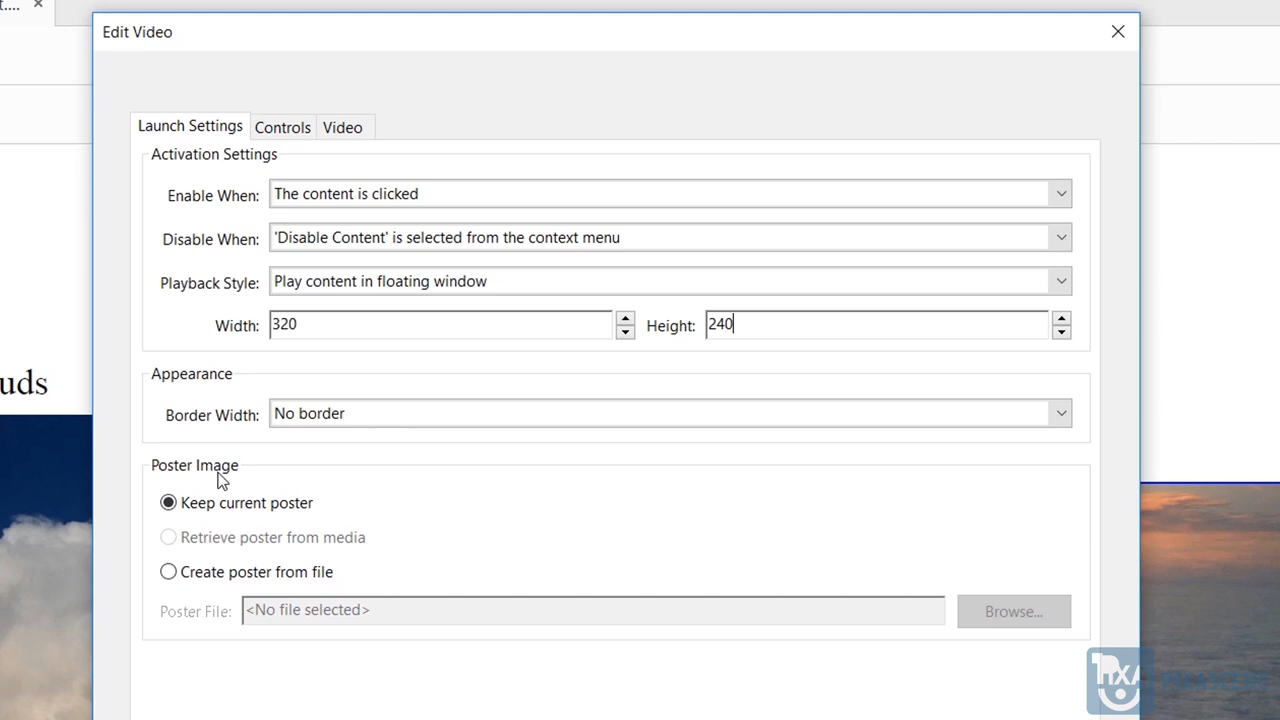 t....
Edit Video
Launch Settings Controls Video
Activation Settings
Enable When: The content is clicked
Disable When: 'Disable Content' is selected from the context menu
Playback Style: Play content in floating window
Width: 320 Height: 240
uds
Appearance
Border Width: No border
Poster Image
Keep current poster
Retrieve poster from media
Create poster from file
Poster File: <No file selected> Browse...